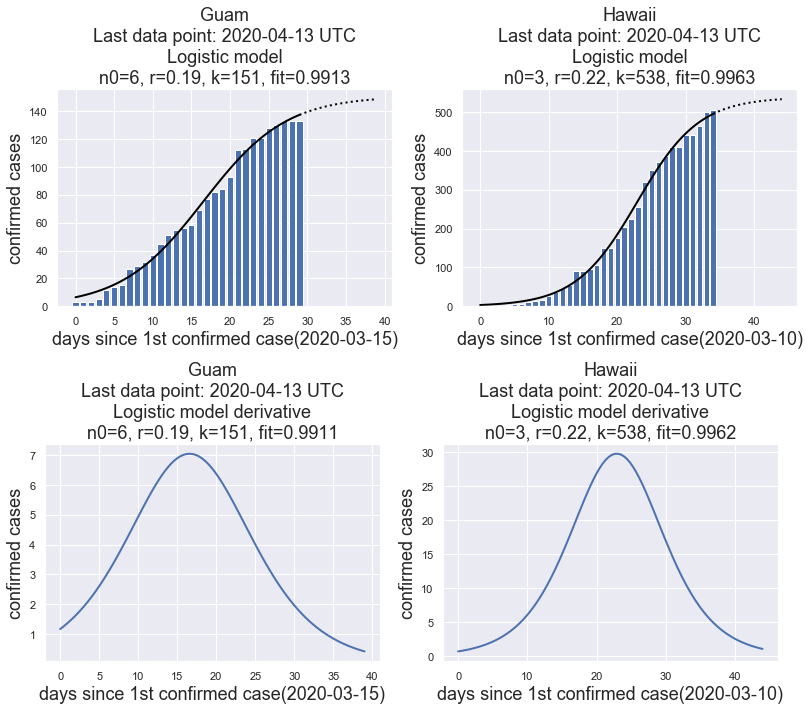 Guam
Last data point: 2020-04-13 UTC
Logistic model
n0=6, r=0.19, k=151, fit=0.9913
confirmed cases
140
120
100
80
60
40
20
0
0 5 10 15 20 25 30 35 40
days since 1st confirmed case(2020-03-15)
Hawaii
Last data point: 2020-04-13 UTC
Logistic model
n0=3, r=0.22, k=538, fit=0.9963
confirmed cases
500
400
300
200
100
0
0 10 20 30 40
days since 1st confirmed case(2020-03-10)
Guam
Last data point: 2020-04-13 UTC
Logistic model derivative
n0=6, r=0.19, k=151, fit=0.9911
confirmed cases
7
6
5
4
3
2
1
0 5 10 15 20 25 30 35 40
days since 1st confirmed case(2020-03-15)
Hawaii
Last data point: 2020-04-13 UTC
Logistic model derivative
n0=3, r=0.22, k=538, fit=0.9962
confirmed cases
30
25
20
15
10
5
0
0 10 20 30 40
days since 1st confirmed case(2020-03-10)